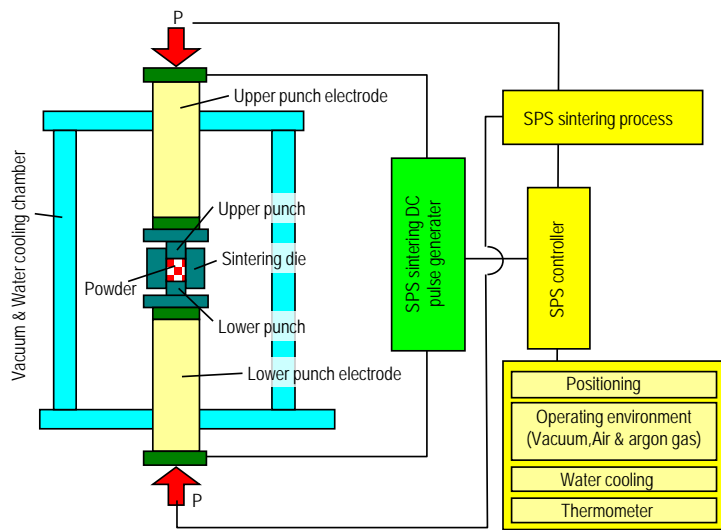 P
Upper punch electrode
SPS sintering process
Vacuum & Water cooling chamber
Upper punch
Sintering die
Powder
Lower punch
SPS sintering DC
pulse generater
SPS controller
Lower punch electrode
Positioning
Operating environment
(Vacuum,Air & argon gas)
Water cooling
Thermometer
P